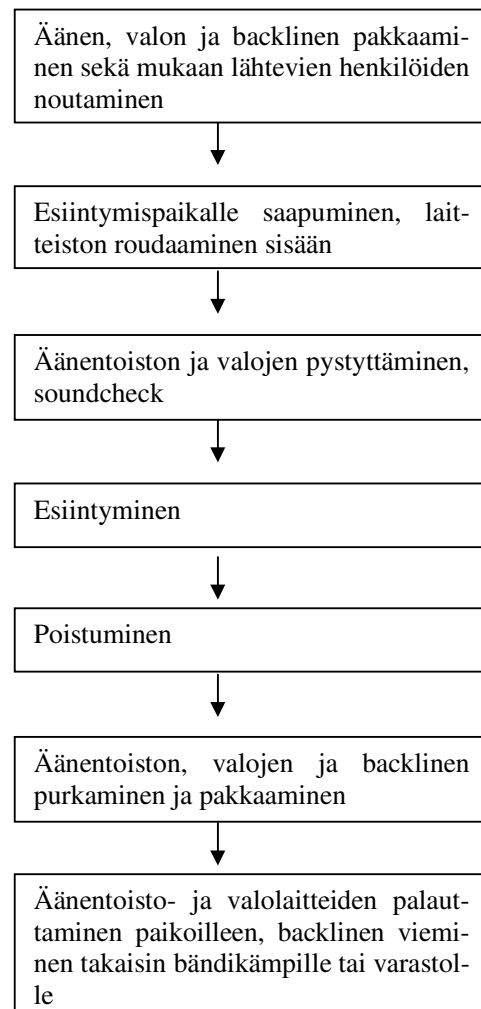 Äänen, valon ja backlinen pakkaami-
nen sekä mukaan lähtevien henkilöiden
noutaminen
Esiintymispaikalle saapuminen, lait-
teiston roudaaminen sisään
Äänentoiston ja valojen pystyttäminen,
soundcheck
Esiintyminen
Poistuminen
Äänentoiston, valojen ja backlinen
purkaminen ja pakkaaminen
Äänentoisto- ja valolaitteiden palaut-
taminen paikoilleen, backlinen viemi-
nen takaisin bändikämpille tai varastol-
le